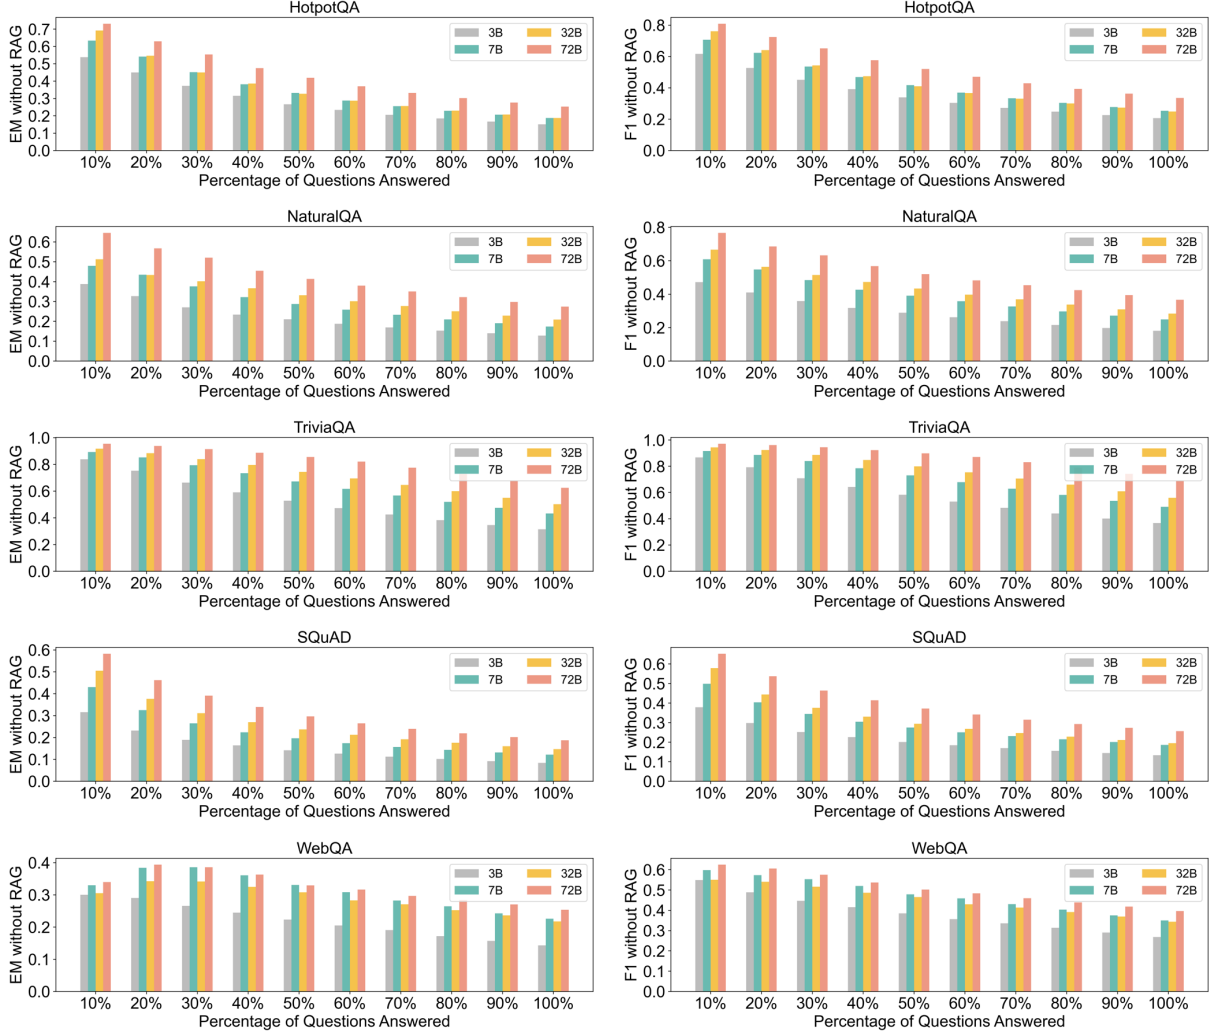 HotpotQA
EM without RAG
0.7
0.6
0.5
0.4
0.3
0.2
0.1
0.0
3B 32B
7B 72B
10% 20% 30% 40% 50% 60% 70% 80% 90% 100%
Percentage of Questions Answered
HotpotQA
F1 without RAG
0.8
0.6
0.4
0.2
0.0
3B 32B
7B 72B
10% 20% 30% 40% 50% 60% 70% 80% 90% 100%
Percentage of Questions Answered
NaturalQA
EM without RAG
0.6
0.5
0.4
0.3
0.2
0.1
0.0
3B 32B
7B 72B
10% 20% 30% 40% 50% 60% 70% 80% 90% 100%
Percentage of Questions Answered
NaturalQA
F1 without RAG
0.8
0.6
0.4
0.2
0.0
3B 32B
7B 72B
10% 20% 30% 40% 50% 60% 70% 80% 90% 100%
Percentage of Questions Answered
TriviaQA
EM without RAG
1.0
0.8
0.6
0.4
0.2
0.0
3B 32B
7B 72B
10% 20% 30% 40% 50% 60% 70% 80% 90% 100%
Percentage of Questions Answered
TriviaQA
F1 without RAG
1.0
0.8
0.6
0.4
0.2
0.0
3B 32B
7B 72B
10% 20% 30% 40% 50% 60% 70% 80% 90% 100%
Percentage of Questions Answered
SQuAD
EM without RAG
0.6
0.5
0.4
0.3
0.2
0.1
0.0
3B 32B
7B 72B
10% 20% 30% 40% 50% 60% 70% 80% 90% 100%
Percentage of Questions Answered
SQuAD
F1 without RAG
0.6
0.5
0.4
0.3
0.2
0.1
0.0
3B 32B
7B 72B
10% 20% 30% 40% 50% 60% 70% 80% 90% 100%
Percentage of Questions Answered
WebQA
EM without RAG
0.4
0.3
0.2
0.1
0.0
3B 32B
7B 72B
10% 20% 30% 40% 50% 60% 70% 80% 90% 100%
Percentage of Questions Answered
WebQA
F1 without RAG
0.6
0.5
0.4
0.3
0.2
0.1
0.0
3B 32B
7B 72B
10% 20% 30% 40% 50% 60% 70% 80% 90% 100%
Percentage of Questions Answered